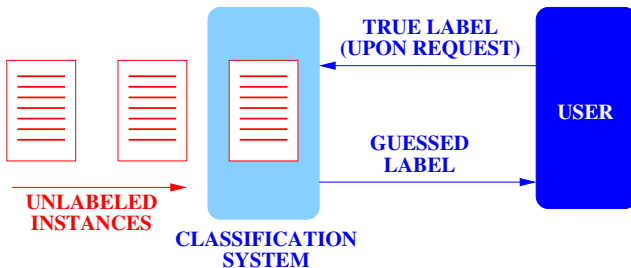 TRUE LABEL
(UPON REQUEST)
USER
GUESSED
LABEL
UNLABELED
INSTANCES
CLASSIFICATION
SYSTEM